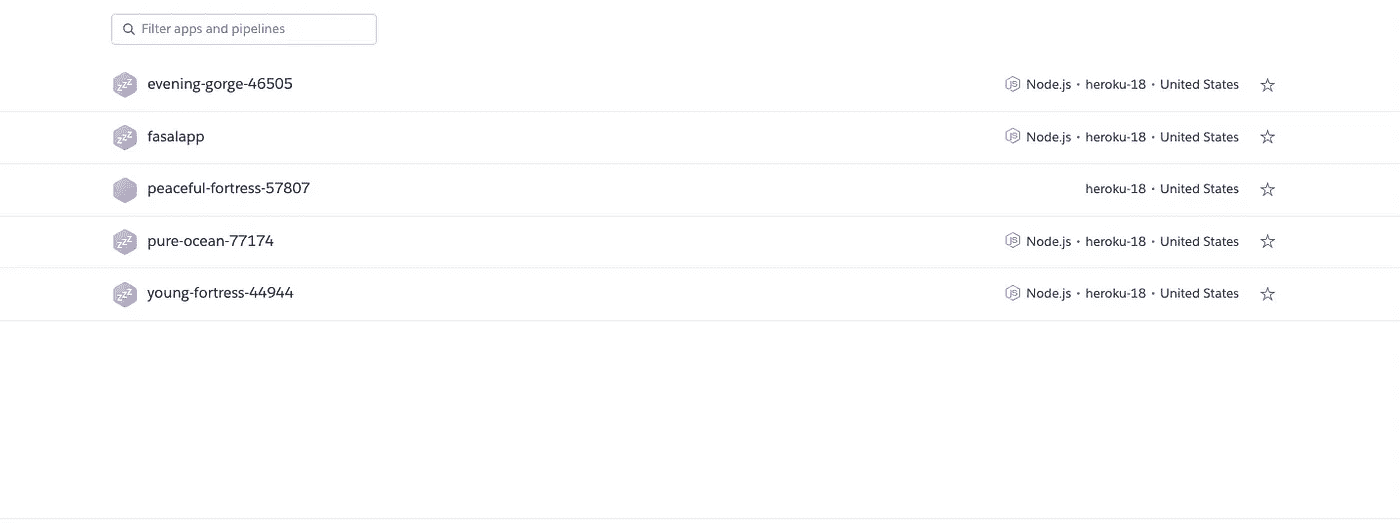 Filter apps and pipelines
evening-gorge-46505 Node.js • heroku-18 • United States
fasalapp Node.js • heroku-18 • United States
peaceful-fortress-57807 heroku-18 • United States
pure-ocean-77174 Node.js • heroku-18 • United States
young-fortress-44944 Node.js • heroku-18 • United States